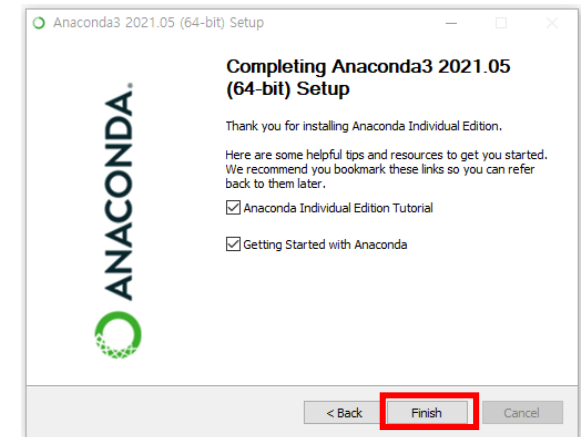 Anaconda3 2021.05 (64-bit) Setup
ANACONDA.
Completing Anaconda3 2021.05
(64-bit) Setup
Thank you for installing Anaconda Individual Edition.
Here are some helpful tips and resources to get you started.
We recommend you bookmark these links so you can refer
back to them later.
Anaconda Individual Edition Tutorial
Getting Started with Anaconda
< Back
Finish
Cancel